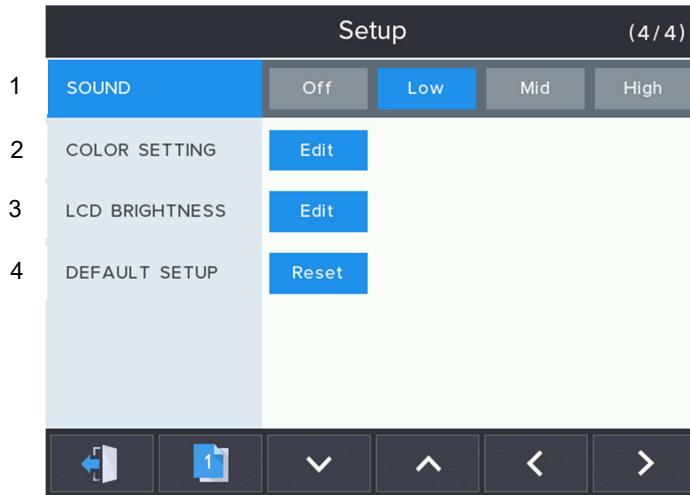 Setup (4/4)
1 SOUND Off Low Mid High
2 COLOR SETTING Edit
3 LCD BRIGHTNESS Edit
4 DEFAULT SETUP Reset
1